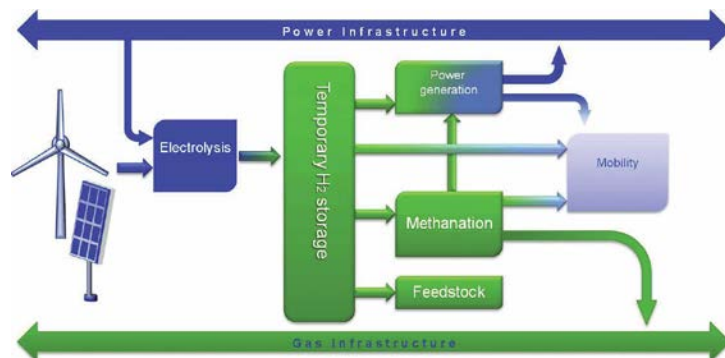 Power Infrastructure
Power
generation
Electrolysis
Temporary H2 storage
Mobility
Methanation
Feedstock
Gas Infrastructure